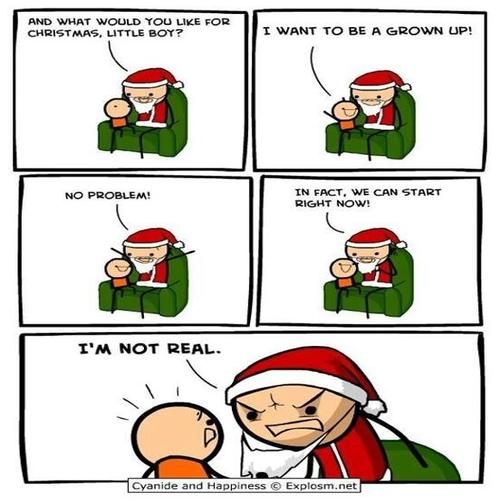 AND WHAT WOULD YOU LIKE FOR
CHRISTMAS, LITTLE BOY?
I WANT TO BE A GROWN UP!
NO PROBLEM!
IN FACT, WE CAN START
RIGHT NOW!
I'M NOT REAL.
Cyanide and Happiness © Explosm.net